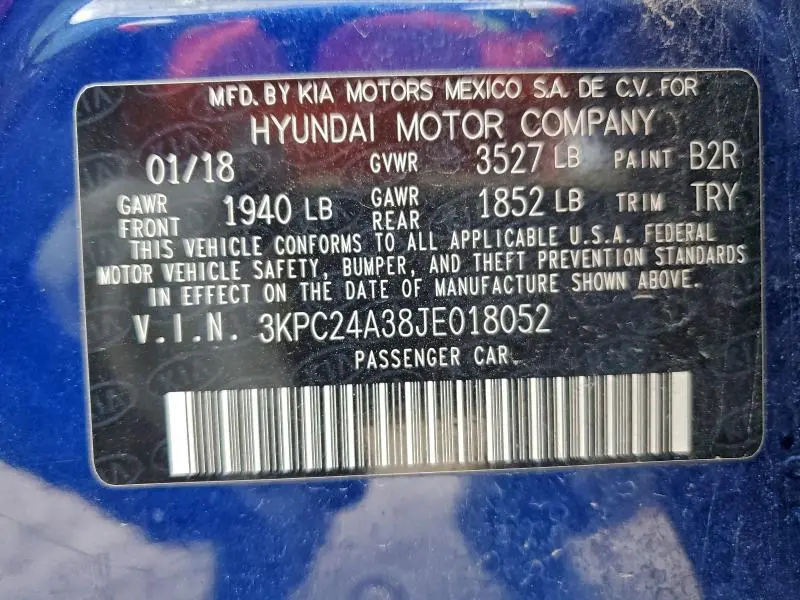 MFD. BY KIA MOTORS MEXICO S.A. DE C.V. FOR
HYUNDAI MOTOR COMPANY
01/18 GVWR 3527 LB PAINT B2R
GAWR FRONT 1940 LB GAWR REAR 1852 LB TRIM TRY
THIS VEHICLE CONFORMS TO ALL APPLICABLE U.S.A. FEDERAL
MOTOR VEHICLE SAFETY, BUMPER, AND THEFT PREVENTION STANDARDS
IN EFFECT ON THE DATE OF MANUFACTURE SHOWN ABOVE.
V.I.N. 3KPC24A38JE018052
PASSENGER CAR